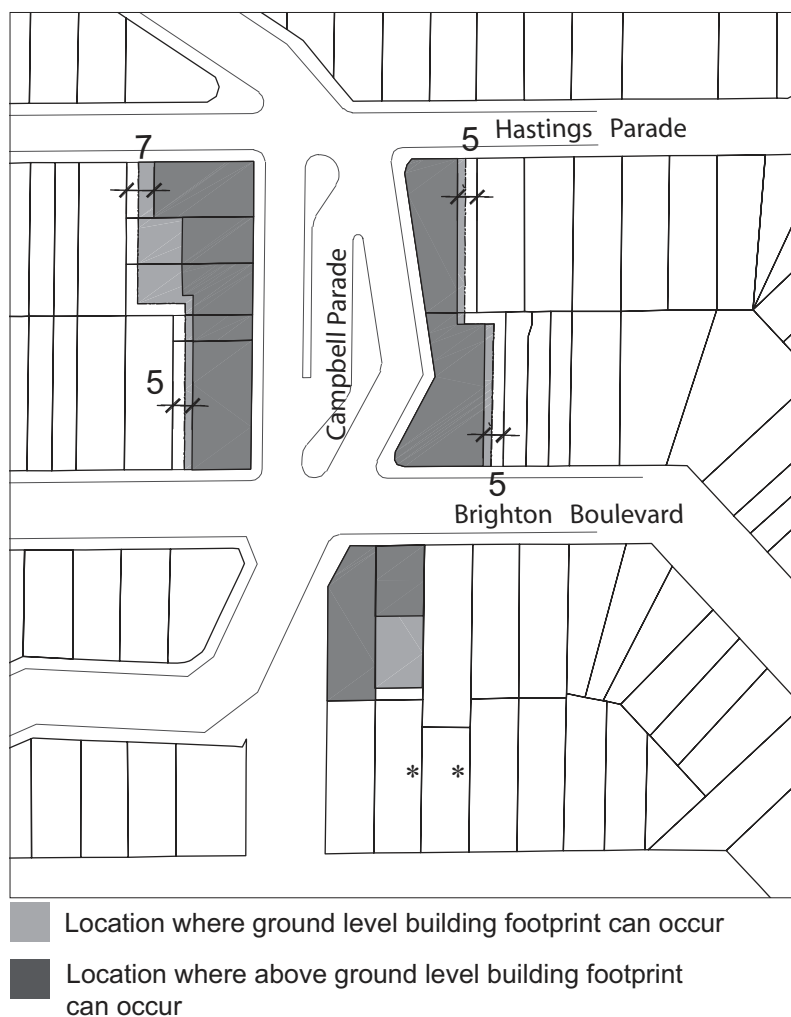 Hastings Parade
7
5
Campbell Parade
5
5
Brighton Boulevard
* *
Location where ground level building footprint can occur
Location where above ground level building footprint
can occur